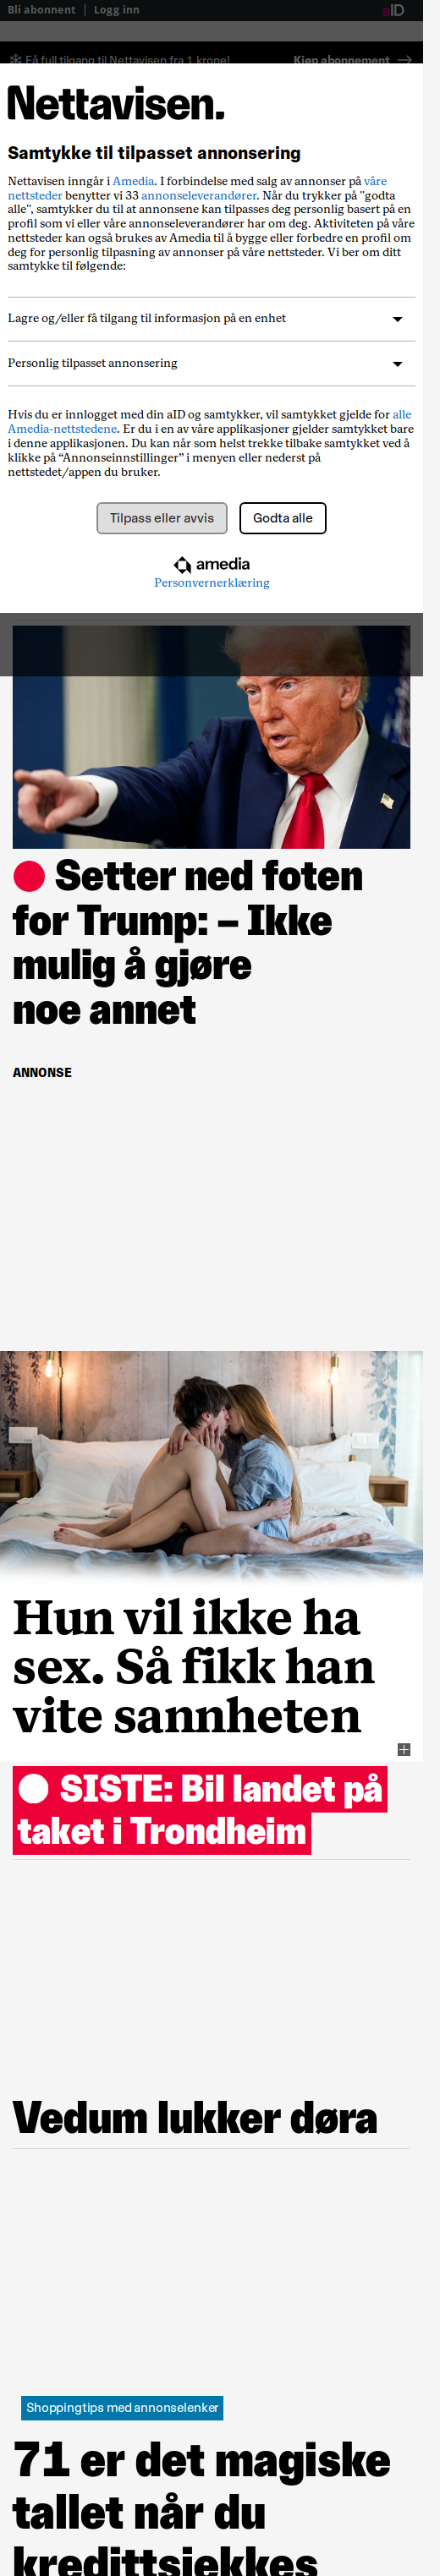 Bli abonnent | Logg inn aID
Få full tilgang til Nettavisen fra 1 krone! Kjøp abonnement →
Nettavisen.
Samtykke til tilpasset annonsering
Nettavisen inngår i Amedia. I forbindelse med salg av annonser på våre
nettsteder benytter vi 33 annonseleverandører. Når du trykker på "godta
alle", samtykker du til at annonsene kan tilpasses deg personlig basert på en
profil som vi eller våre annonseleverandører har om deg. Aktiviteten på våre
nettsteder kan også brukes av Amedia til å bygge eller forbedre en profil om
deg for personlig tilpasning av annonser på våre nettsteder. Vi ber om ditt
samtykke til følgende:
Lagre og/eller få tilgang til informasjon på en enhet
Personlig tilpasset annonsering
Hvis du er innlogget med din aID og samtykker, vil samtykket gjelde for alle
Amedia-nettstedene. Er du i en av våre applikasjoner gjelder samtykket bare
i denne applikasjonen. Du kan når som helst trekke tilbake samtykket ved å
klikke på “Annonseinnstillinger” i menyen eller nederst på
nettstedet/appen du bruker.
Tilpass eller avvis Godta alle
amedia
Personvernerklæring
Setter ned foten
for Trump: – Ikke
mulig å gjøre
noe annet
ANNONSE
Hun vil ikke ha
sex. Så fikk han
vite sannheten
SISTE: Bil landet på
taket i Trondheim
Vedum lukker døra
Shoppingtips med annonselenker
71 er det magiske
tallet når du
kredittsjekkes